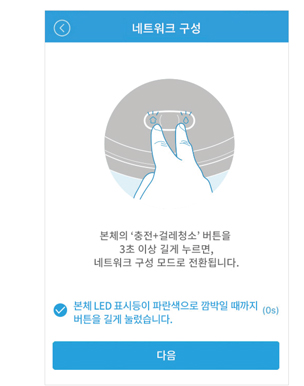 네트워크 구성
본체의 '충전+걸레청소' 버튼을
3초 이상 길게 누르면,
네트워크 구성 모드로 전환됩니다.
본체 LED 표시등이 파란색으로 깜박일 때까지 (0s)
버튼을 길게 눌렀습니다.
다음